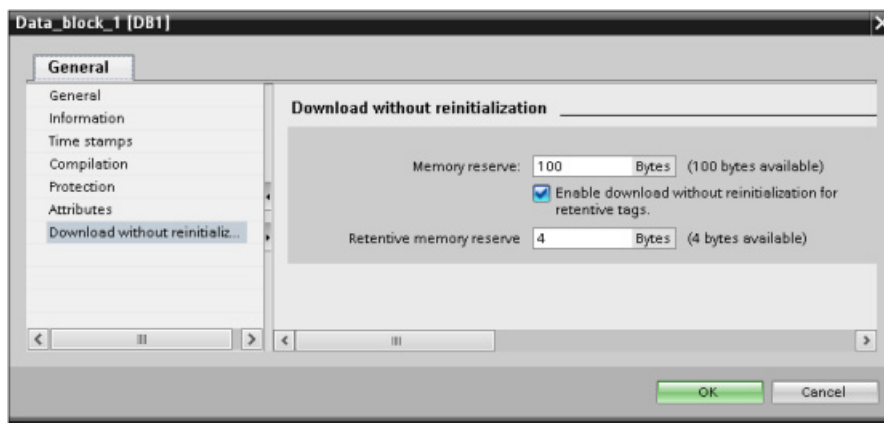 Data_block_1 [DB1]
General
General
Information
Time stamps
Compilation
Protection
Attributes
Download without reinitializ...
Download without reinitialization
Memory reserve: 100 Bytes (100 bytes available)
Enable download without reinitialization for
retentive tags.
Retentive memory reserve 4 Bytes (4 bytes available)
OK Cancel